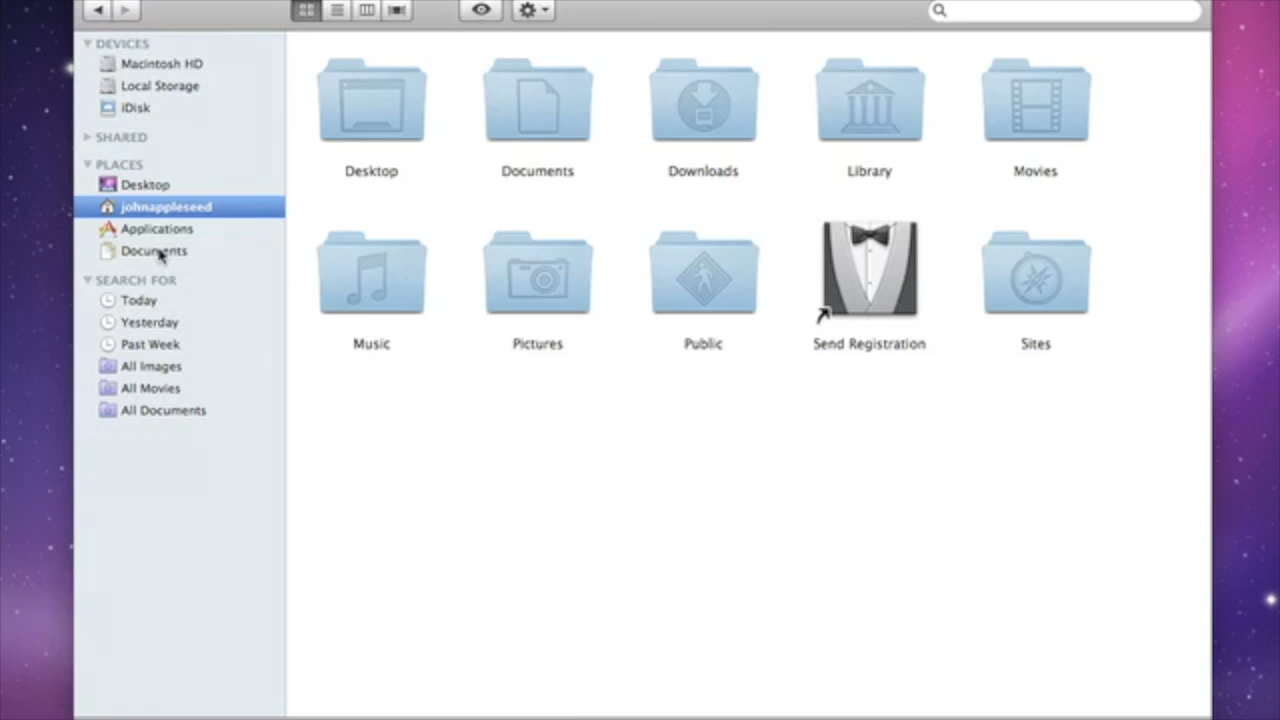 DEVICES
Macintosh HD
Local Storage
iDisk
SHARED
PLACES
Desktop
johnappleseed
Applications
Documents
SEARCH FOR
Today
Yesterday
Past Week
All Images
All Movies
All Documents
Desktop Documents Downloads Library Movies
Music Pictures Public Send Registration Sites